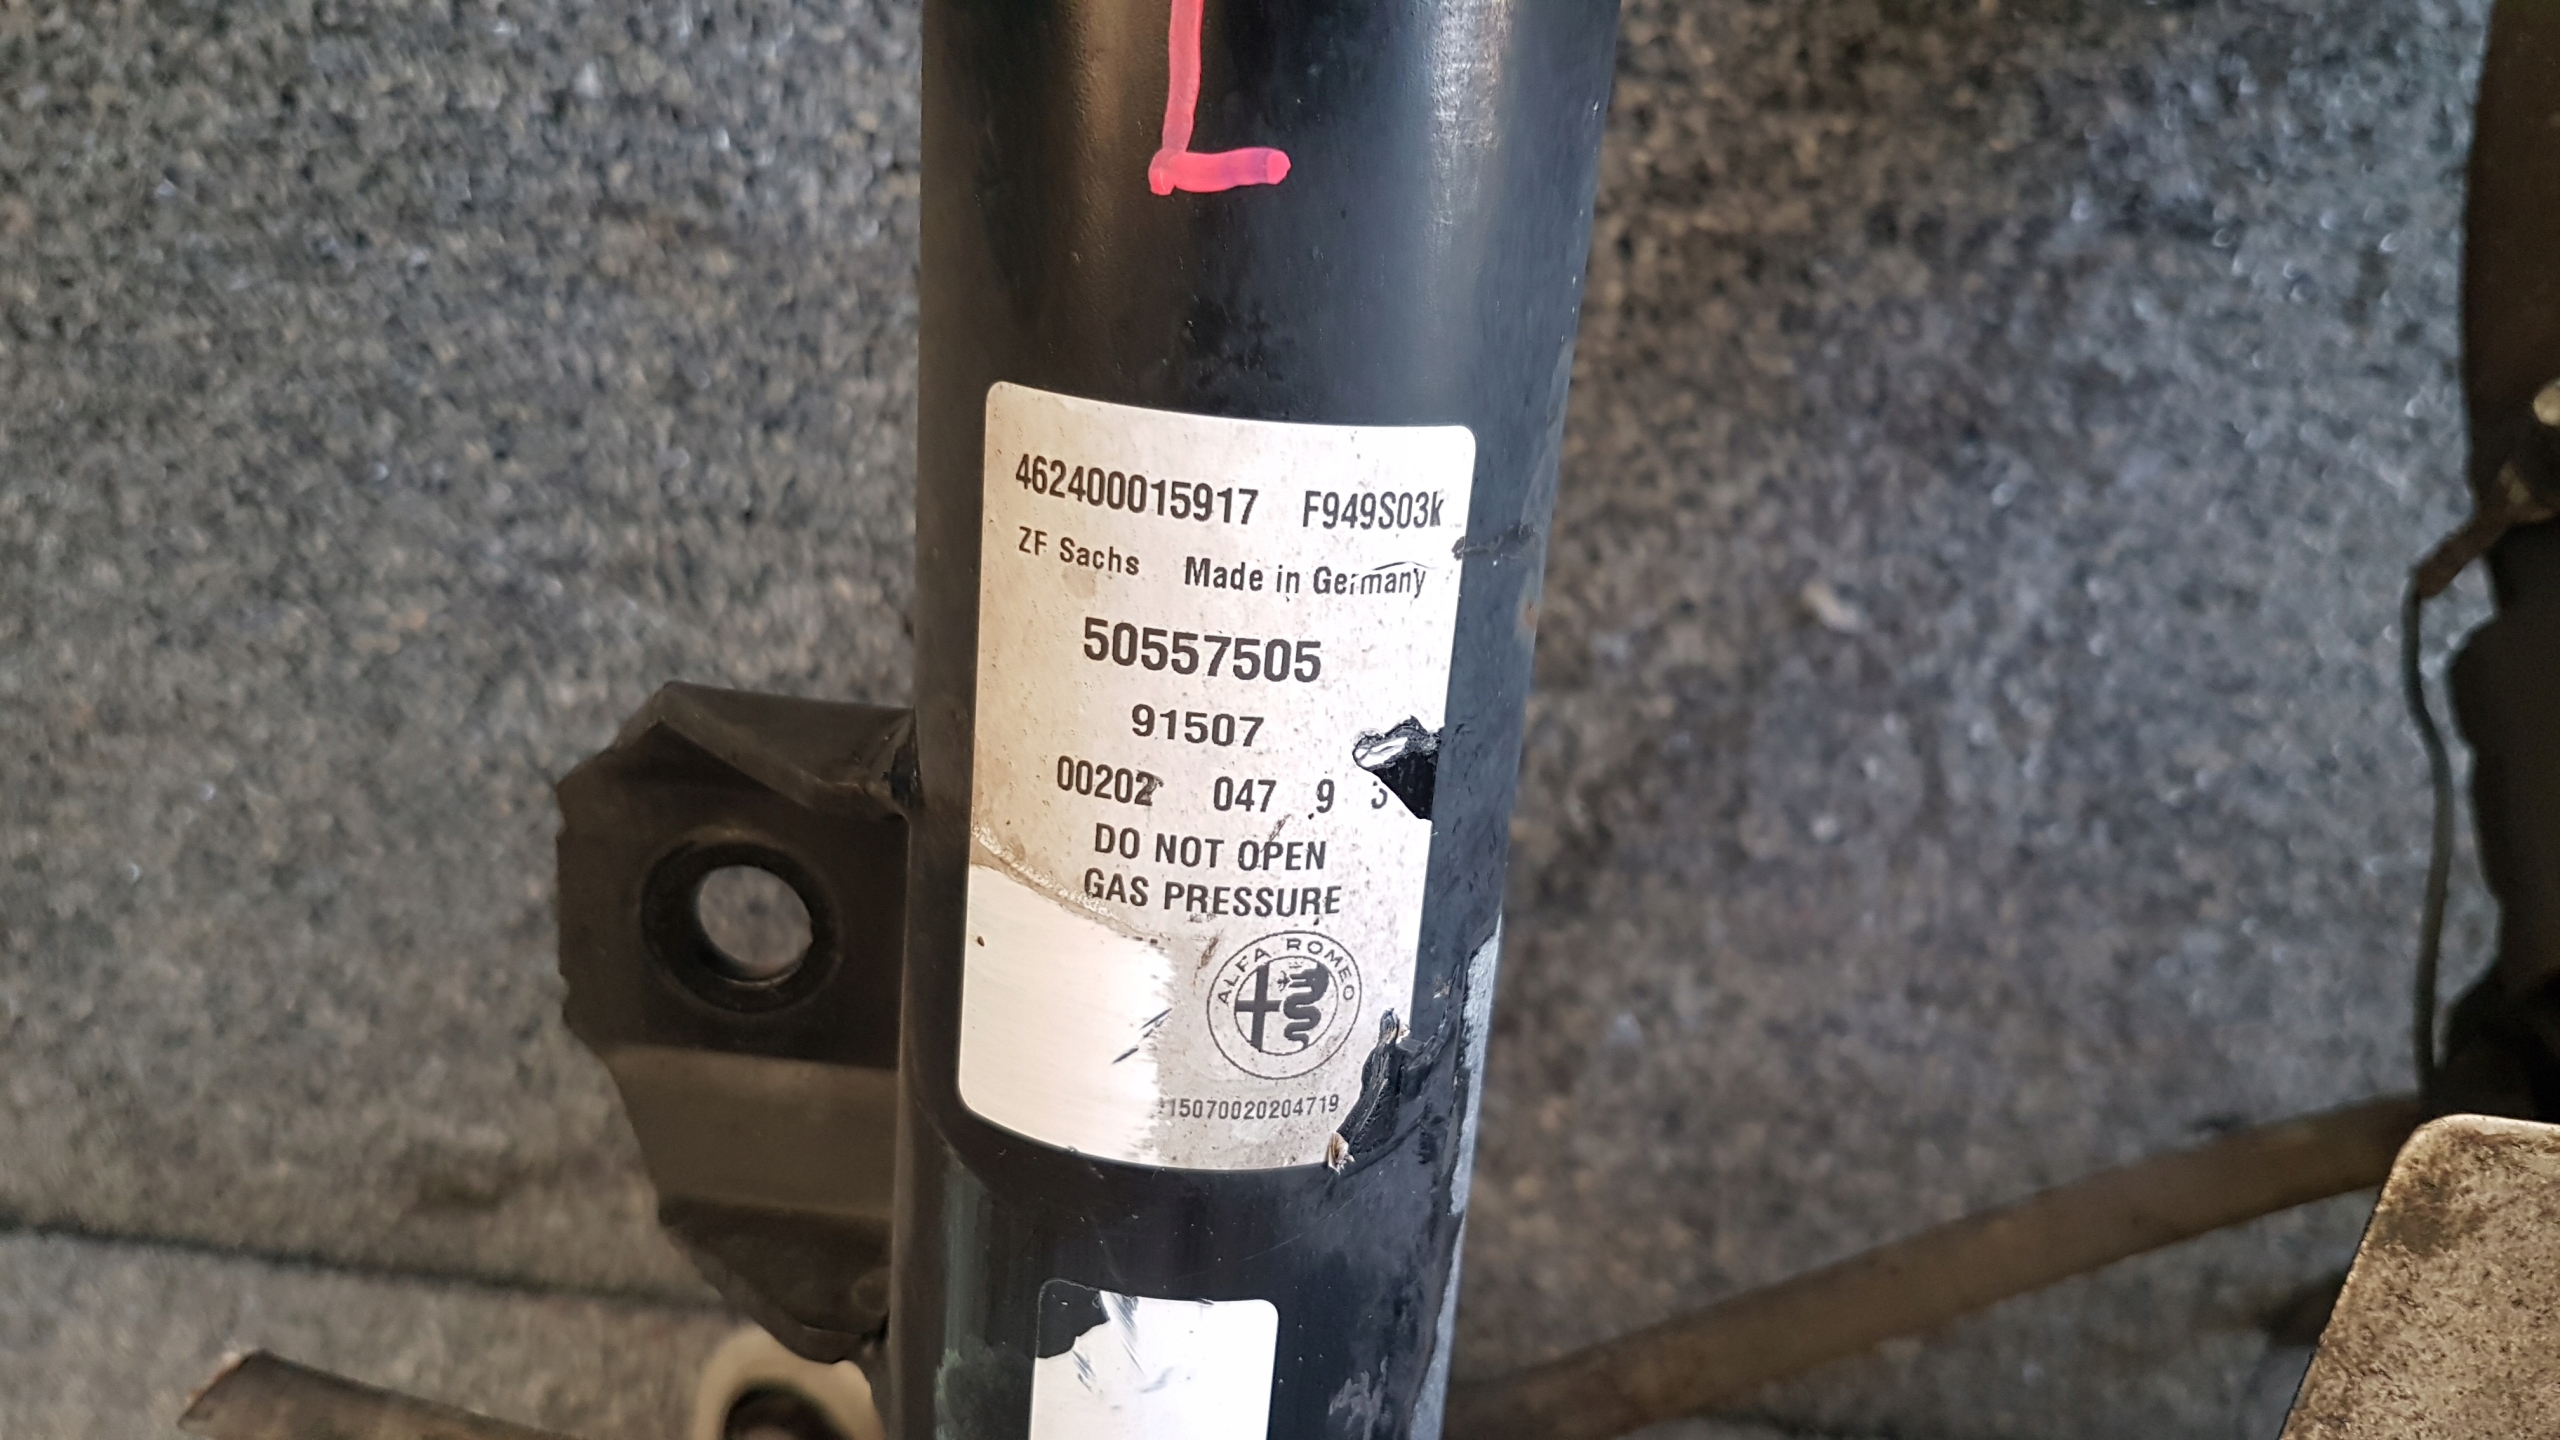 L
462400015917 F949S03K
ZF Sachs Made in Germany
50557505
91507
00202 047 9 3
DO NOT OPEN
GAS PRESSURE
ALFA ROMEO
15070020204719